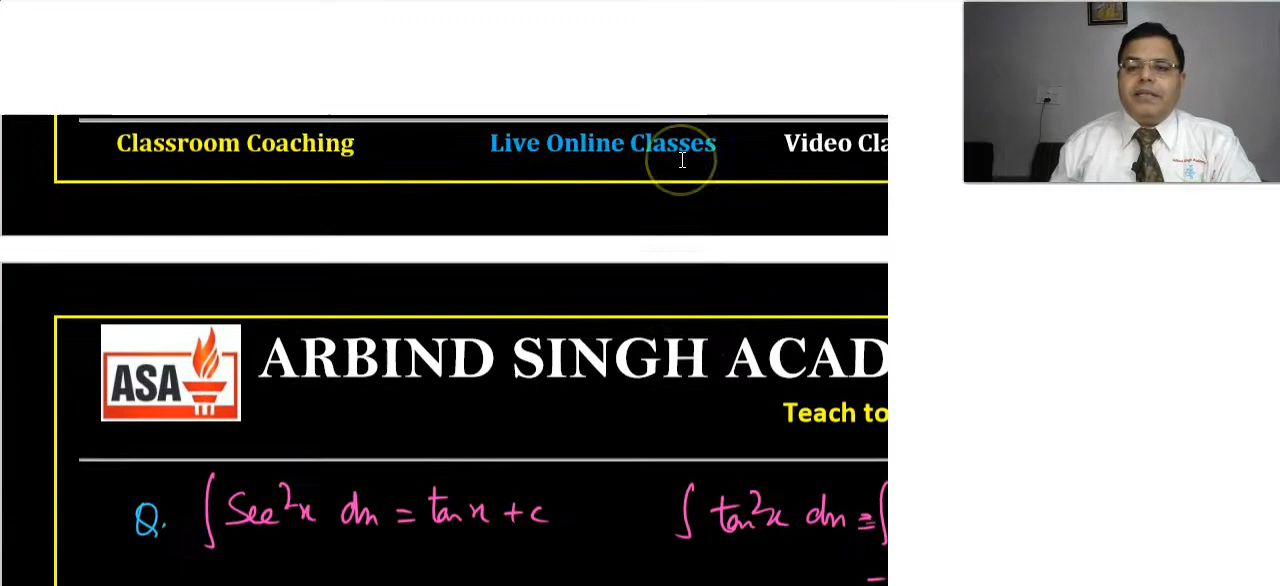 Classroom Coaching Live Online Classes Video Cla
ASA
ARBIND SINGH ACAD
Teach to
Q. ∫ Sec²x dx = tan x + c ∫ tan²x dx = ∫